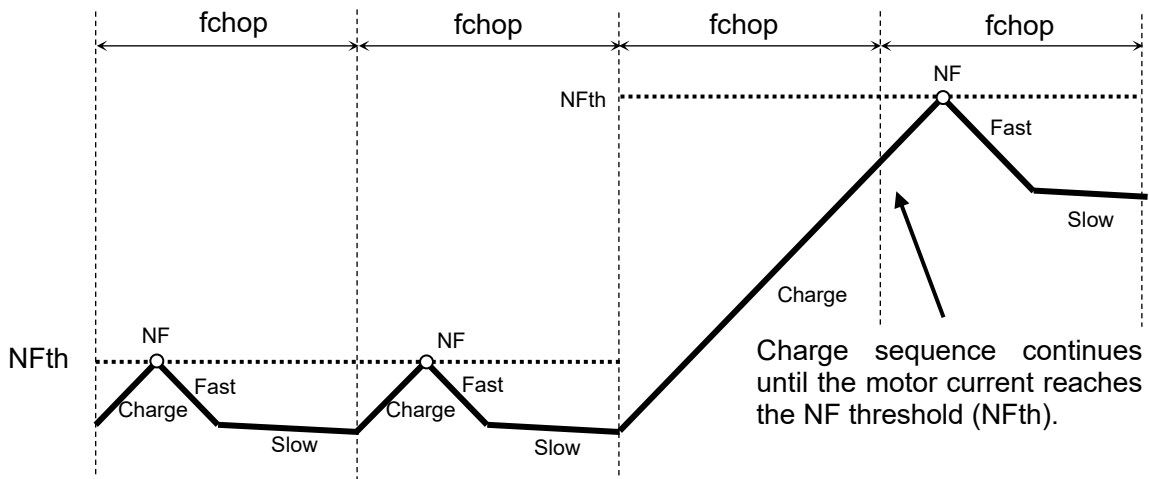 fchop
fchop
fchop
fchop
NF
NFth
Fast
Slow
Charge
NF
NF
NFth
Fast
Fast
Charge
Charge
Slow
Slow
Charge sequence continues
until the motor current reaches
the NF threshold (NFth).